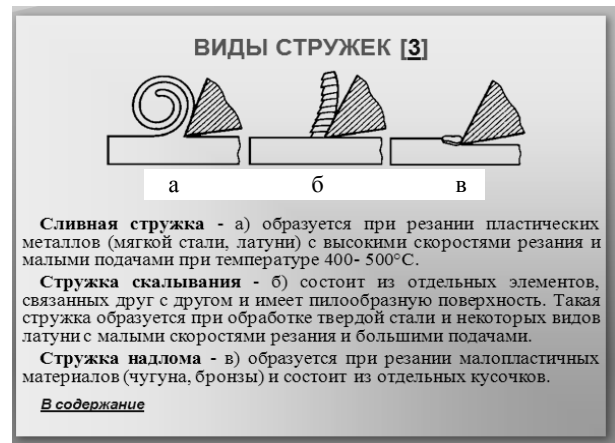 ВИДЫ СТРУЖЕК [3]
а б в
Сливная стружка - а) образуется при резании пластических
металлов (мягкой стали, латуни) с высокими скоростями резания и
малыми подачами при температуре 400- 500°С.
Стружка скалывания - б) состоит из отдельных элементов,
связанных друг с другом и имеет пилообразную поверхность. Такая
стружка образуется при обработке твердой стали и некоторых видов
латуни с малыми скоростями резания и большими подачами.
Стружка надлома - в) образуется при резании малопластичных
материалов (чугуна, бронзы) и состоит из отдельных кусочков.
В содержание